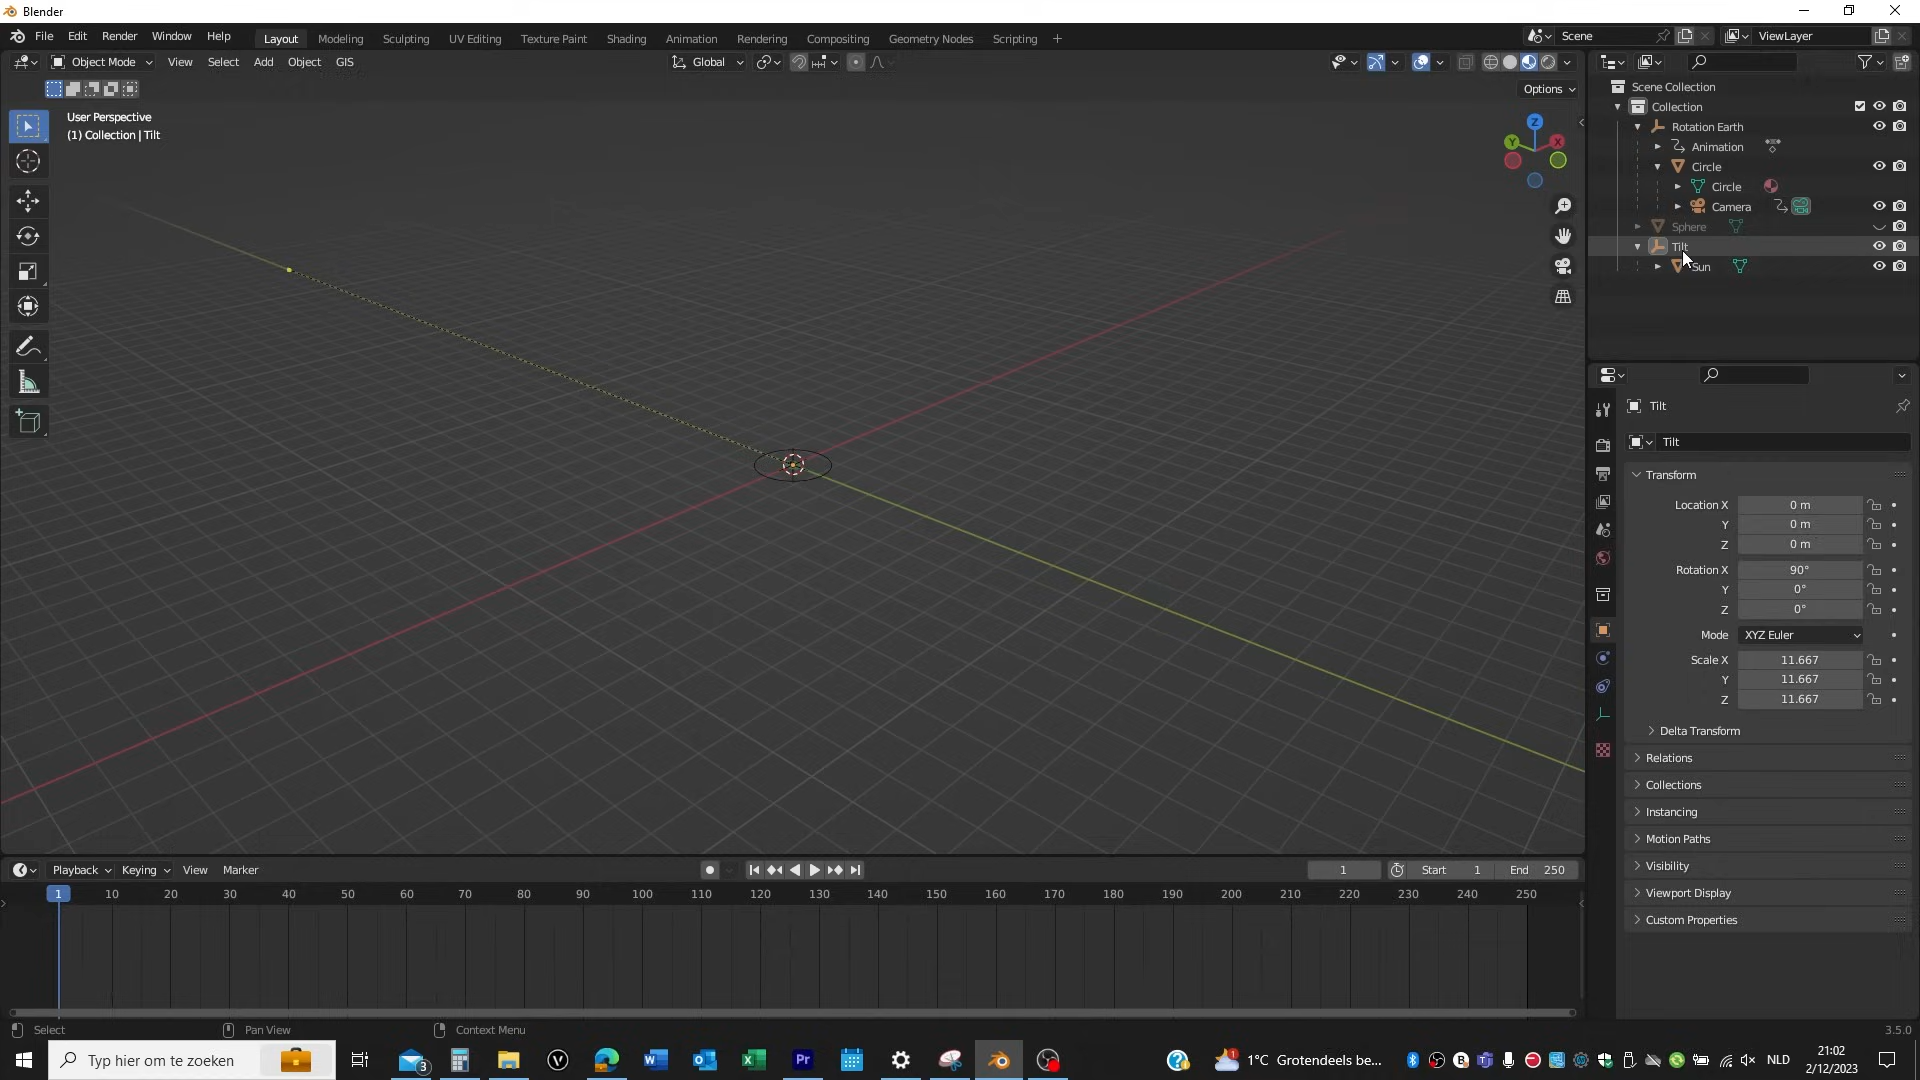 Blender
File Edit Render Window Help Layout Modeling Sculpting UV Editing Texture Paint Shading Animation Rendering Compositing Geometry Nodes Scripting + Scene ViewLayer
Object Mode View Select Add Object GIS Global
Options
User Perspective
(1) Collection | Tilt
Z
Y X
Scene Collection
Collection
Rotation Earth
Animation
Circle
Circle
Camera
Sphere
Tilt
Sun
Tilt
Tilt
Transform
Location X 0 m
Y 0 m
Z 0 m
Rotation X 90°
Y 0°
Z 0°
Mode XYZ Euler
Scale X 11.667
Y 11.667
Z 11.667
Delta Transform
Relations
Collections
Instancing
Motion Paths
Visibility
Viewport Display
Custom Properties
Playback Keying View Marker 1 Start 1 End 250
1 10 20 30 40 50 60 70 80 90 100 110 120 130 140 150 160 170 180 190 200 210 220 230 240 250
Select Pan View Context Menu 3.5.0
Typ hier om te zoeken 3 W X Pr 1 1°C Grotendeels be... NLD 21:02
2/12/2023